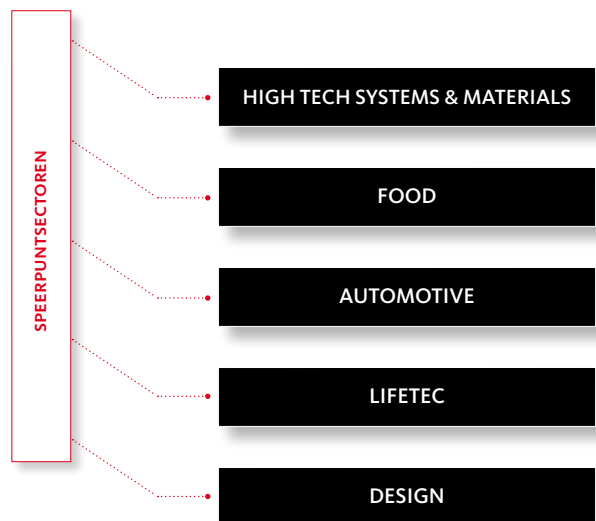 SPEERPUNTSECTOREN
HIGH TECH SYSTEMS & MATERIALS
FOOD
AUTOMOTIVE
LIFETEC
DESIGN